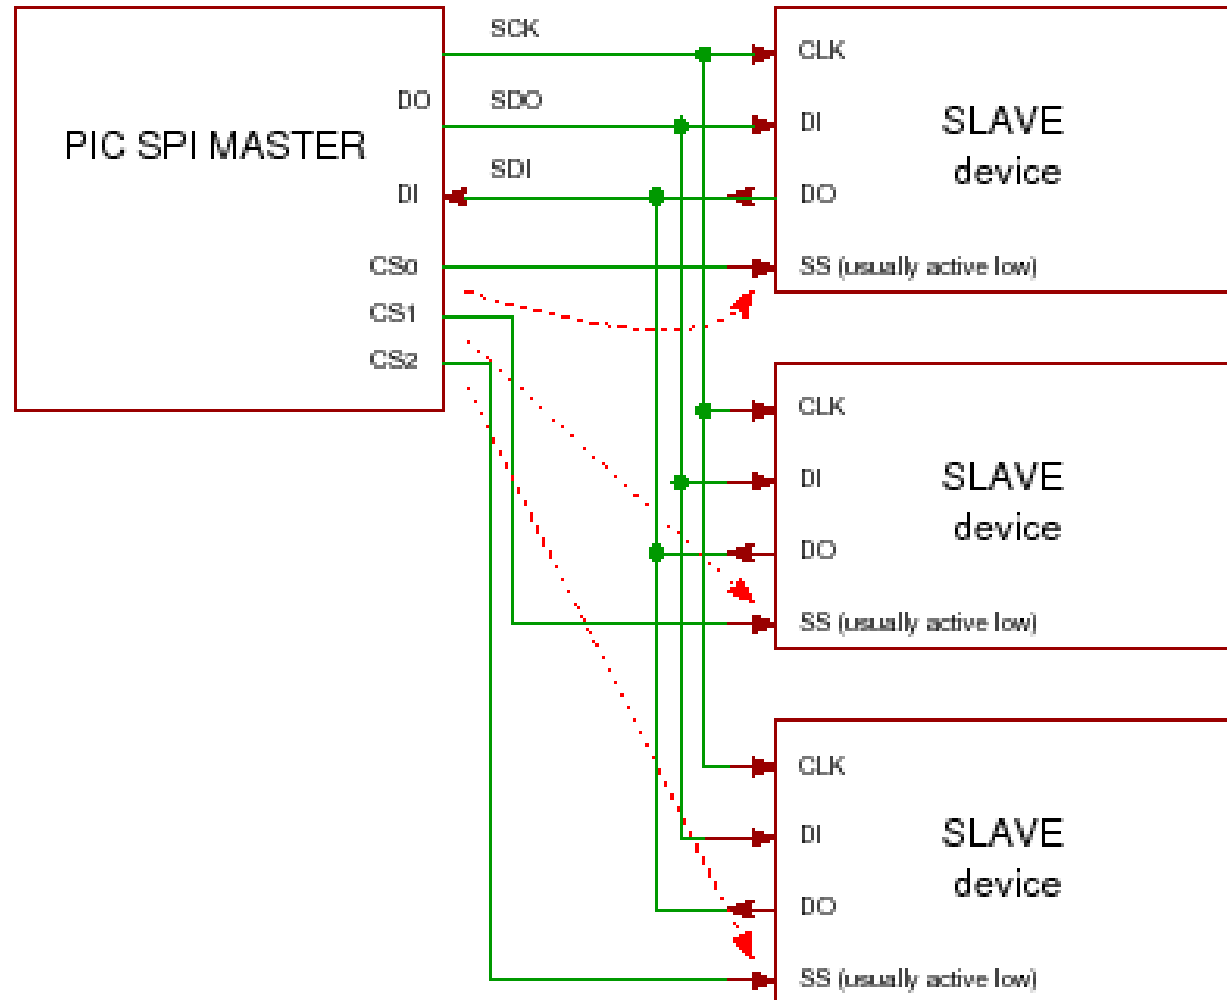 PIC SPI MASTER
DO
DI
CS0
CS1
CS2
SCK
SDO
SDI
CLK
DI
DO
SS (usually active low)
SLAVE
device
CLK
DI
DO
SS (usually active low)
SLAVE
device
CLK
DI
DO
SS (usually active low)
SLAVE
device